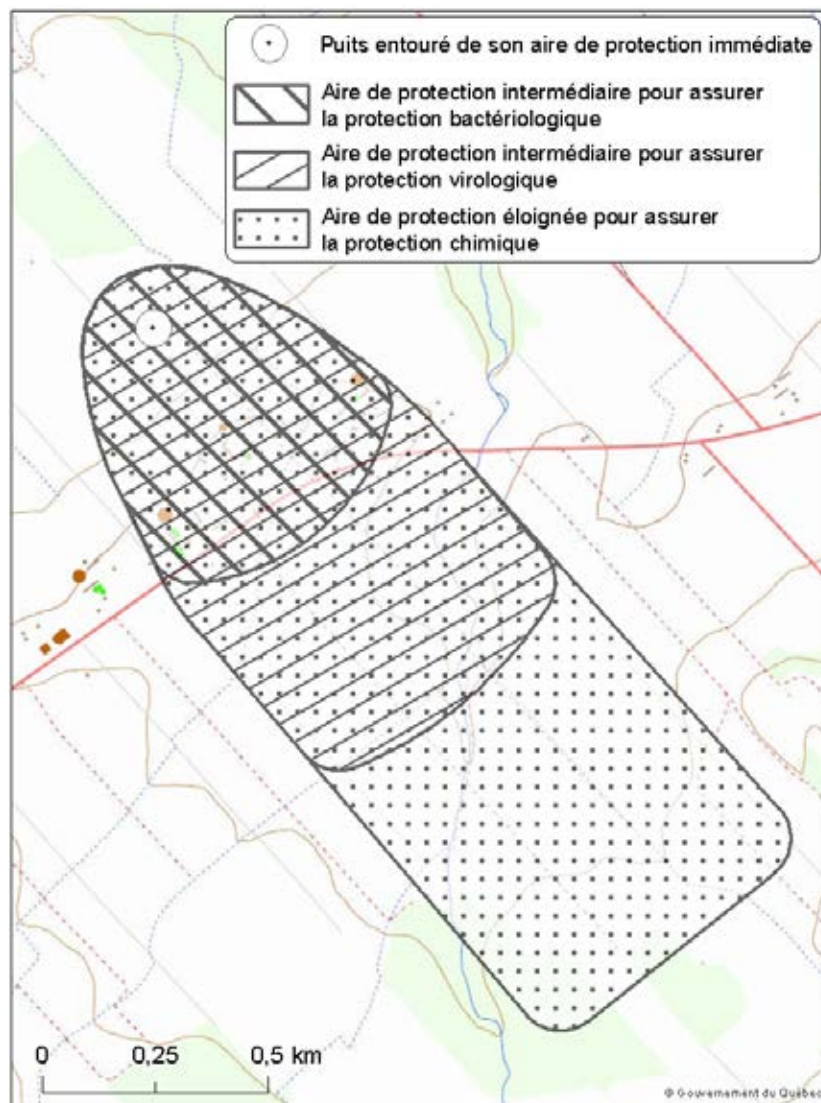 Puits entouré de son aire de protection immédiate
Aire de protection intermédiaire pour assurer
la protection bactériologique
Aire de protection intermédiaire pour assurer
la protection virologique
Aire de protection éloignée pour assurer
la protection chimique
0 0,25 0,5 km
© Gouvernement du Québec